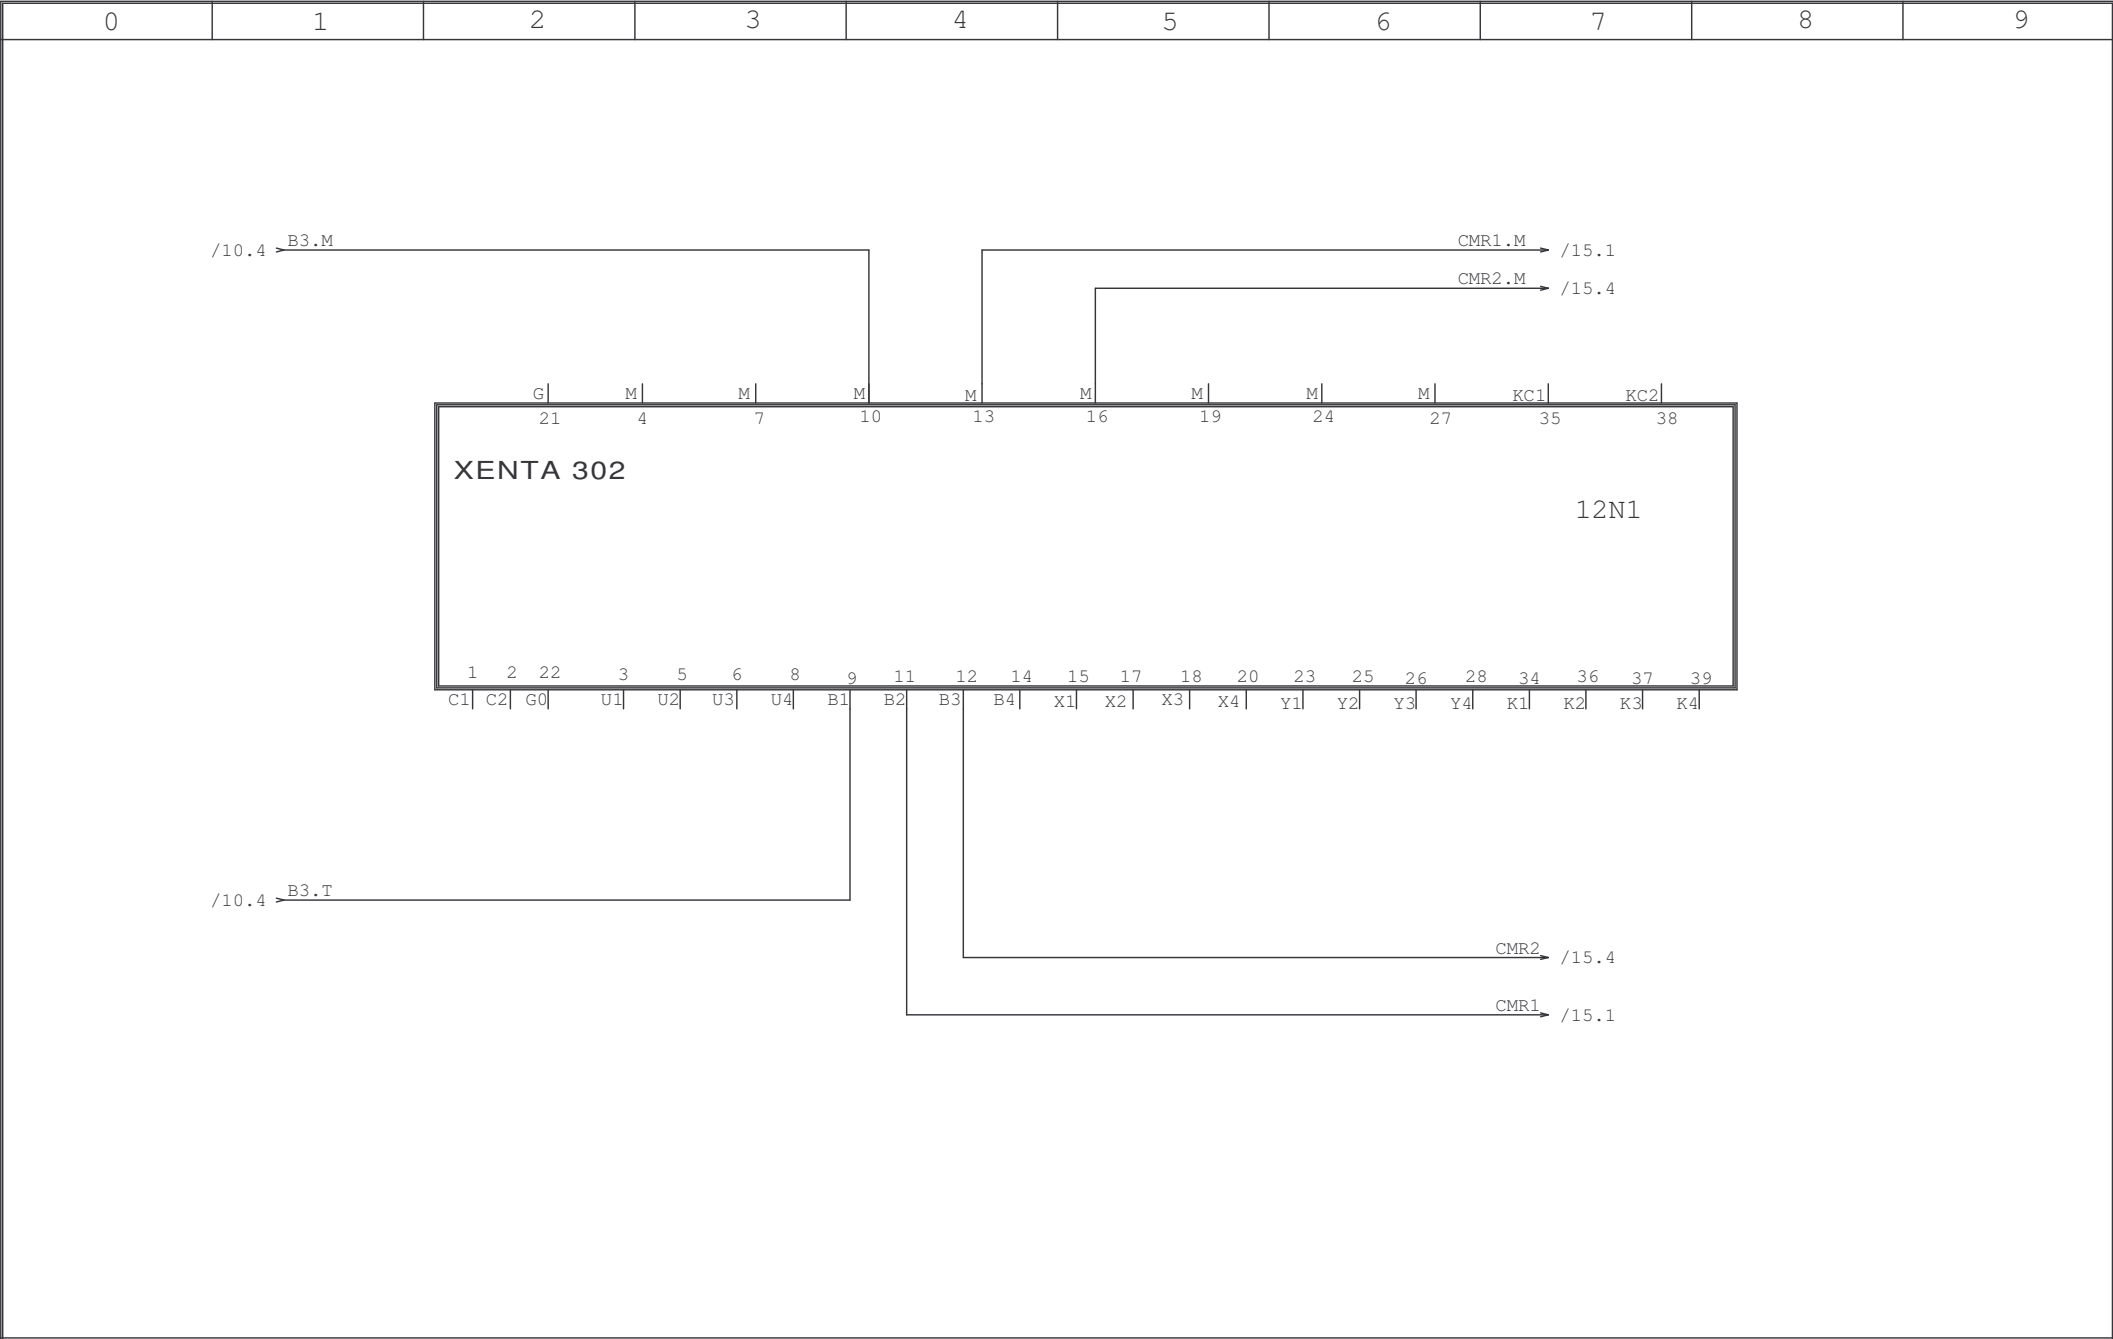 0 1 2 3 4 5 6 7 8 9
B3.M
/10.4
CMR1.M
/15.1
CMR2.M
/15.4
G M M M M M M M M KC1 KC2
21 4 7 10 13 16 19 24 27 35 38
XENTA 302
12N1
1 2 22 3 5 6 8 9 11 12 14 15 17 18 20 23 25 26 28 34 36 37 39
C1 C2 G0 U1 U2 U3 U4 B1 B2 B3 B4 X1 X2 X3 X4 Y1 Y2 Y3 Y4 K1 K2 K3 K4
B3.T
/10.4
CMR2
/15.4
CMR1
/15.1